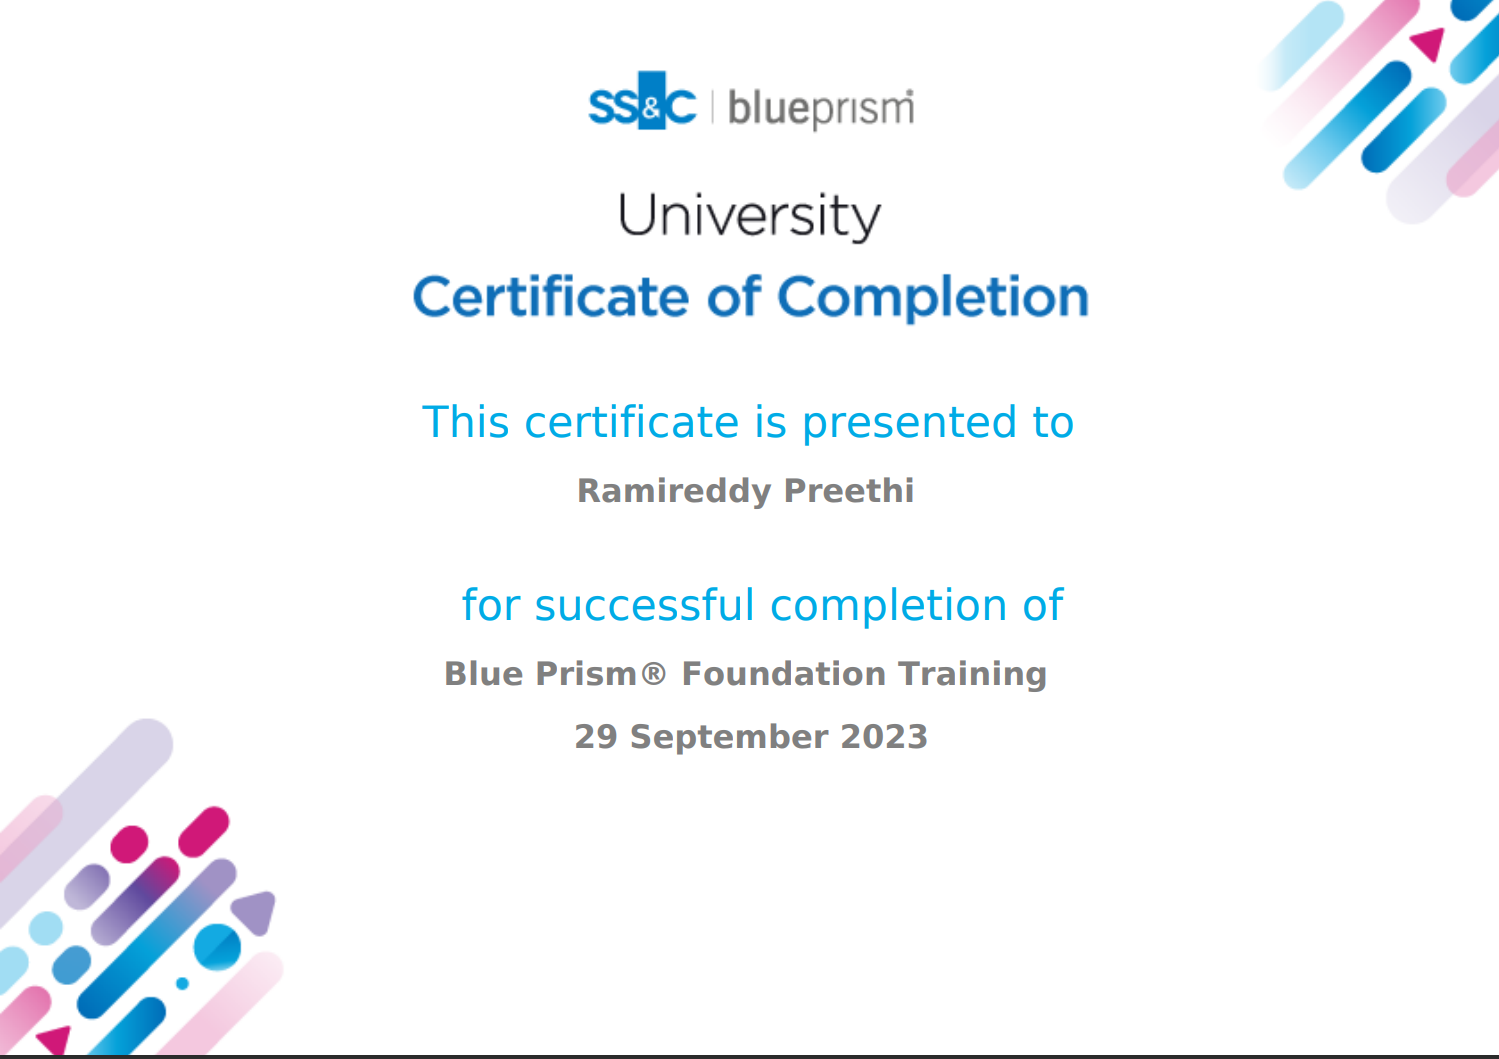 SS&C | blueprism®
University
Certificate of Completion
This certificate is presented to
Ramireddy Preethi
for successful completion of
Blue Prism® Foundation Training
29 September 2023